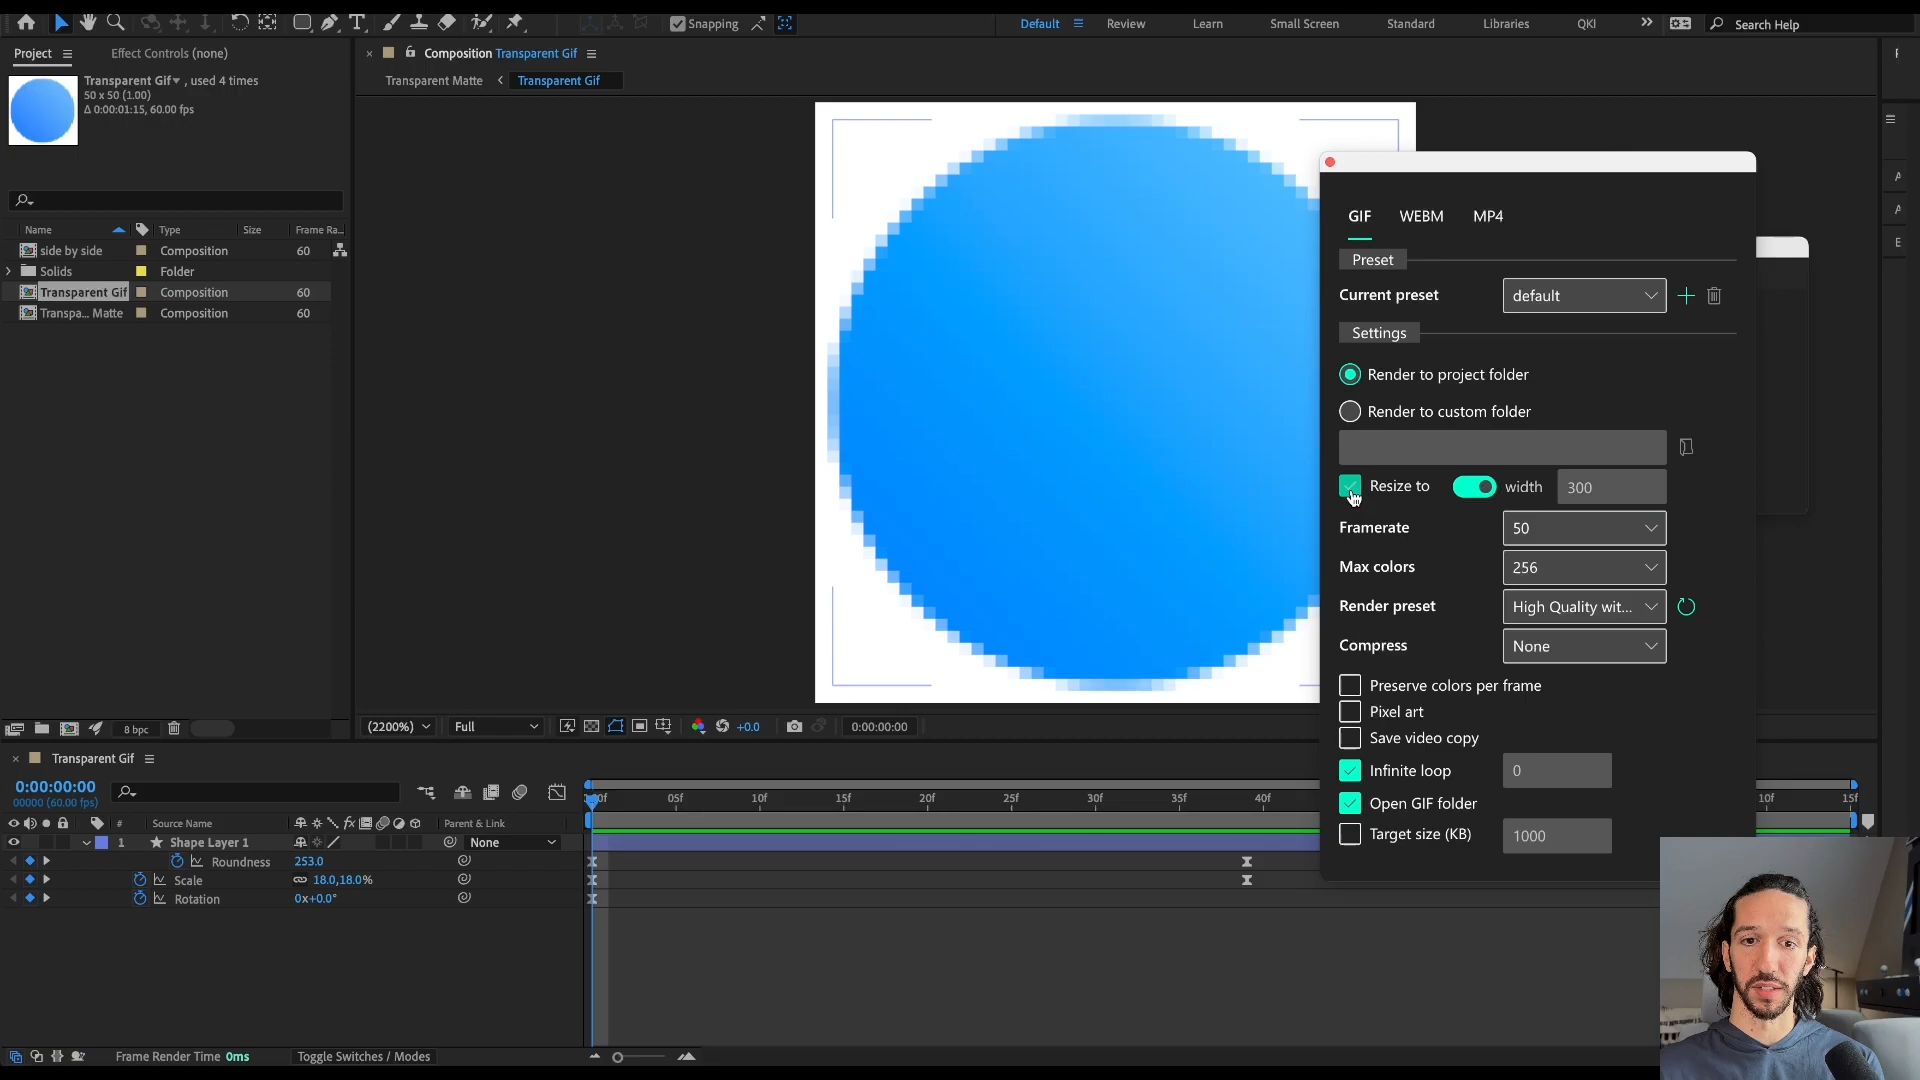 Snapping
Default
Review
Learn
Small Screen
Standard
Libraries
QKI
Search Help
Project
Effect Controls (none)
Composition Transparent Gif
Transparent Gif , used 4 times
50 x 50 (1.00)
Δ 0:00:01:15, 60.00 fps
Transparent Matte
Transparent Gif
Name
Type
Size
Frame Ra...
side by side
Composition
60
Solids
Folder
Transparent Gif
Composition
60
Transpa... Matte
Composition
60
8 bpc
(2200%)
Full
+0.0
0:00:00:00
GIF
WEBM
MP4
Preset
Current preset
default
Settings
Render to project folder
Render to custom folder
Resize to
width
300
Framerate
50
Max colors
256
Render preset
High Quality wit...
Compress
None
Preserve colors per frame
Pixel art
Save video copy
Infinite loop
0
Open GIF folder
Target size (KB)
1000
Transparent Gif
0:00:00:00
00000 (60.00 fps)
05f
10f
15f
20f
25f
30f
35f
40f
10f
15f
#
Source Name
fx
Parent & Link
1
Shape Layer 1
None
Roundness
253.0
Scale
18.0,18.0%
Rotation
0x+0.0°
Frame Render Time 0ms
Toggle Switches / Modes